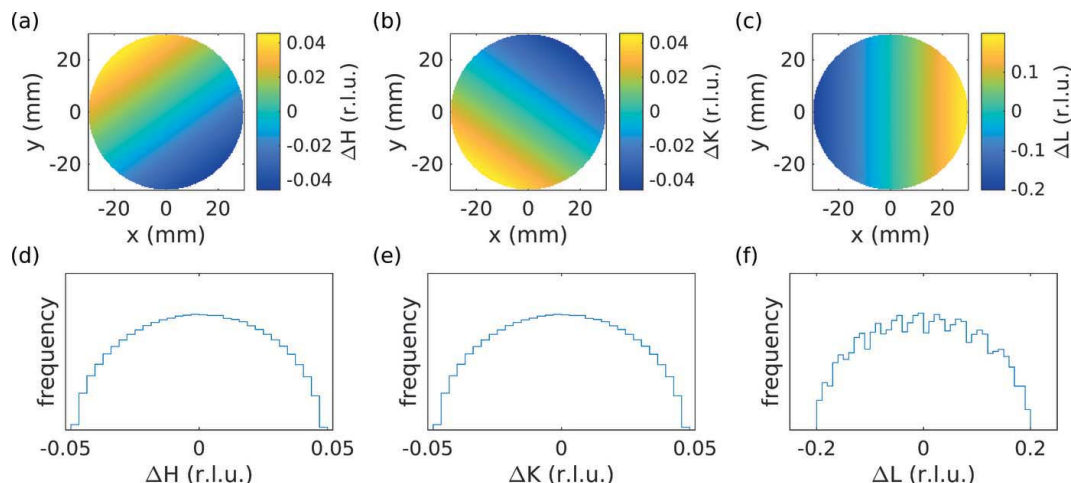 (a)
y (mm)
20
0
-20
-20 0 20
x (mm)
0.04
0.02
0
-0.02
-0.04
ΔH (r.l.u.)
(b)
y (mm)
20
0
-20
-20 0 20
x (mm)
0.04
0.02
0
-0.02
-0.04
ΔK (r.l.u.)
(c)
y (mm)
20
0
-20
-20 0 20
x (mm)
0.1
0
-0.1
-0.2
ΔL (r.l.u.)
(d)
frequency
-0.05 0 0.05
ΔH (r.l.u.)
(e)
frequency
-0.05 0 0.05
ΔK (r.l.u.)
(f)
frequency
-0.2 0 0.2
ΔL (r.l.u.)